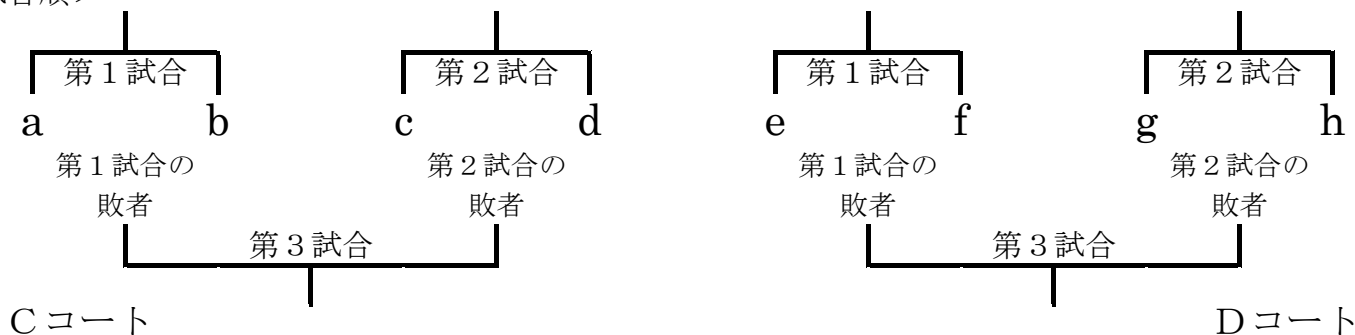 第１試合 第２試合 第１試合 第２試合
a b c d e f g h
第１試合の 第２試合の 第１試合の 第２試合の
敗者 敗者 敗者 敗者
第３試合 第３試合
Ｃコート Ｄコート